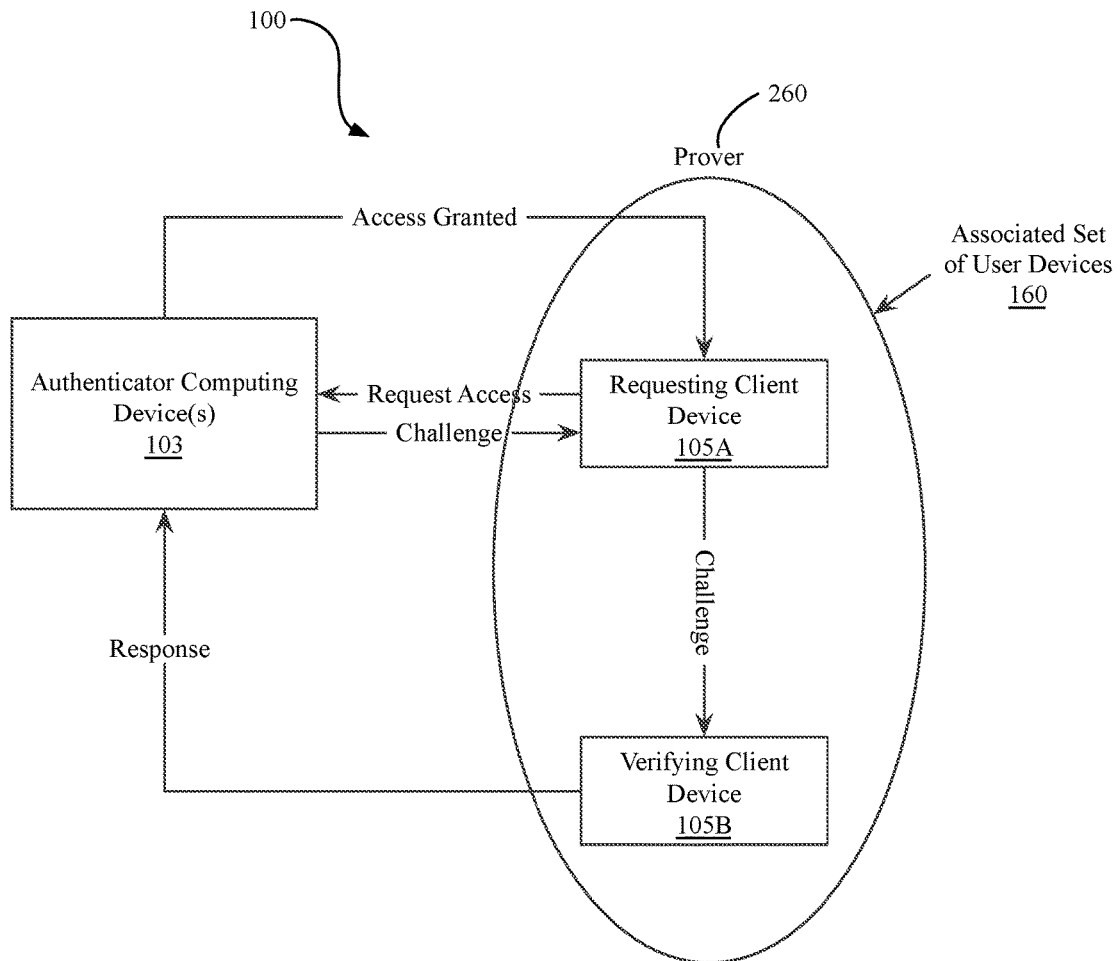 100
260
Prover
Access Granted
Associated Set
of User Devices
160
Authenticator Computing
Device(s)
103
Request Access
Challenge
Requesting Client
Device
105A
Challenge
Response
Verifying Client
Device
105B